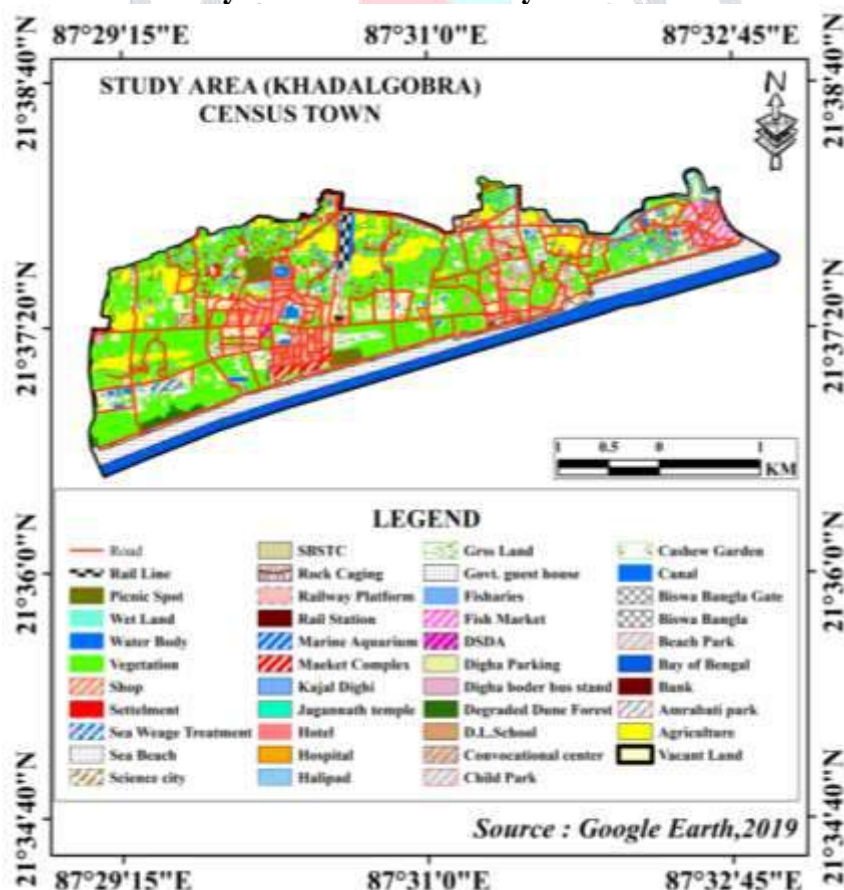 87°29'15"E 87°31'0"E 87°32'45"E
21°38'40"N 21°38'40"N
STUDY AREA (KHADALGOBRA)
CENSUS TOWN
N
21°37'20"N 21°37'20"N
1 0.5 0 1
KM
LEGEND
Road SBSTC Gros Land Cashew Garden
Rail Line Rock Caging Govt. guest house Canal
Picnic Spot Railway Platform Fisharies Biswa Bangla Gate
Wet Land Rail Station Fish Market Biswa Bangla
Water Body Marine Aquarium DSDA Beach Park
Vegetation Maeket Complex Digha Parking Bay of Bengal
Shop Kajal Dighi Digha boder bus stand Bank
Settelment Jagannath temple Degraded Dune Forest Amrabati park
Sea Weage Treatment Hotel D.L.School Agriculture
Sea Beach Hospital Convocational center Vacant Land
Science city Halipad Child Park
21°36'0"N 21°36'0"N
21°34'40"N 21°34'40"N
Source : Google Earth,2019
87°29'15"E 87°31'0"E 87°32'45"E